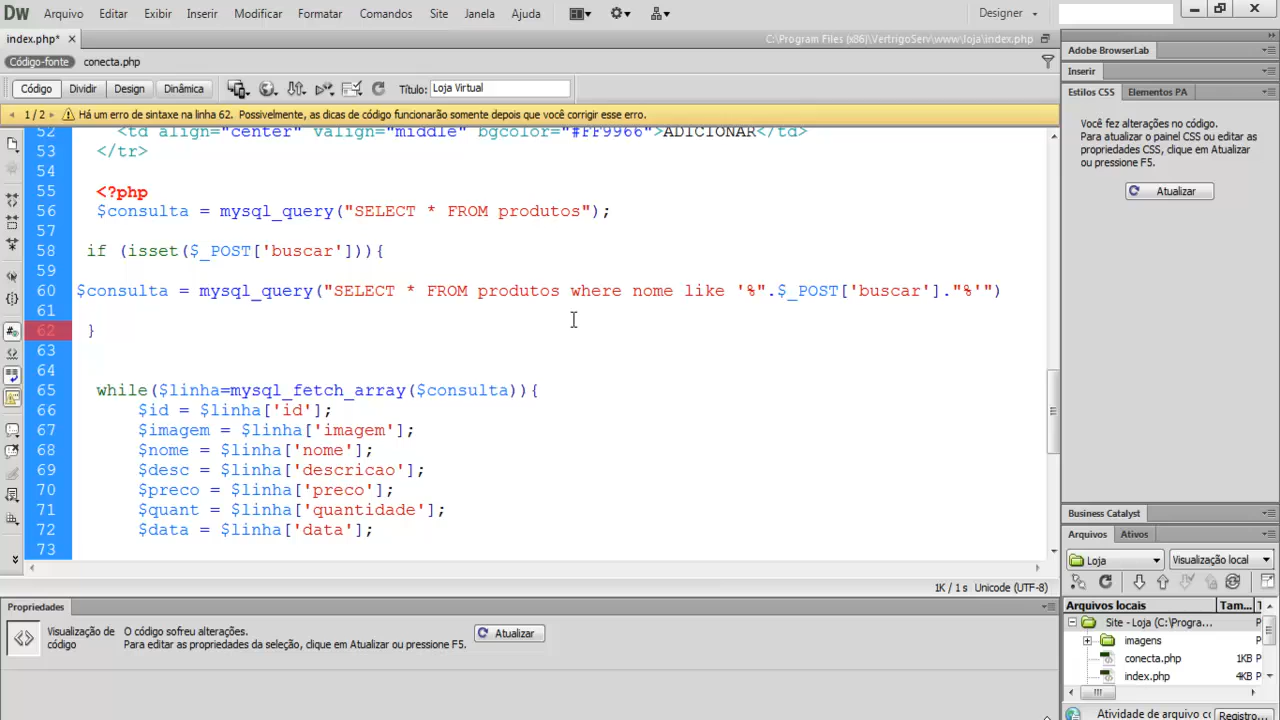 Dw Arquivo Editar Exibir Inserir Modificar Formatar Comandos Site Janela Ajuda Designer
index.php* C:\Program Files (x86)\VertrigoServ\www\loja\index.php
Código-fonte conecta.php
Código Dividir Design Dinâmica Título: Loja Virtual
1 / 2 Há um erro de sintaxe na linha 62. Possivelmente, as dicas de código funcionarão somente depois que você corrigir esse erro.
52 <td align="center" valign="middle" bgcolor="#FF9966">ADICIONAR</td>
53 </tr>
54
55 <?php
56 $consulta = mysql_query("SELECT * FROM produtos");
57
58 if (isset($_POST['buscar'])){
59
60 $consulta = mysql_query("SELECT * FROM produtos where nome like '%".$_POST['buscar']."%'")
61
62 }
63
64
65 while($linha=mysql_fetch_array($consulta)){
66 $id = $linha['id'];
67 $imagem = $linha['imagem'];
68 $nome = $linha['nome'];
69 $desc = $linha['descricao'];
70 $preco = $linha['preco'];
71 $quant = $linha['quantidade'];
72 $data = $linha['data'];
73
1K / 1 s Unicode (UTF-8)
Propriedades
Visualização de código
O código sofreu alterações.
Para editar as propriedades da seleção, clique em Atualizar ou pressione F5.
Atualizar
Adobe BrowserLab
Inserir
Estilos CSS Elementos PA
Você fez alterações no código.
Para atualizar o painel CSS ou editar as
propriedades CSS, clique em Atualizar
ou pressione F5.
Atualizar
Business Catalyst
Arquivos Ativos
Loja Visualização local
Arquivos locais Tam... T
Site - Loja (C:\Progra... P
imagens P
conecta.php 1KB P
index.php 4KB P
Atividade de arquivo cc Registro...